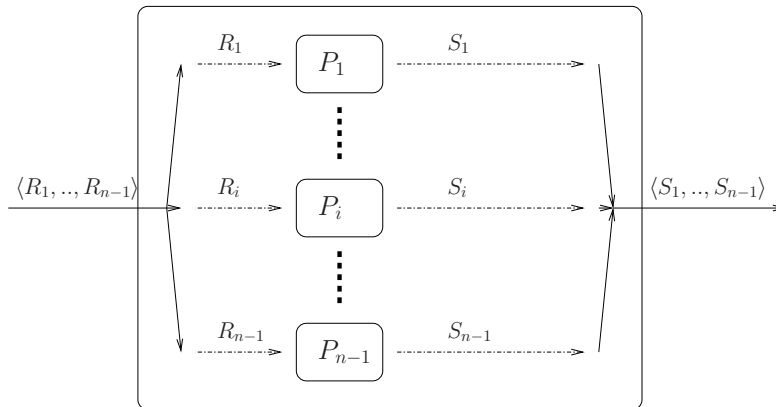 R₁ P₁ S₁
⟨R₁, .., Rₙ₋₁⟩ Rᵢ Pᵢ Sᵢ ⟨S₁, .., Sₙ₋₁⟩
Rₙ₋₁ Pₙ₋₁ Sₙ₋₁